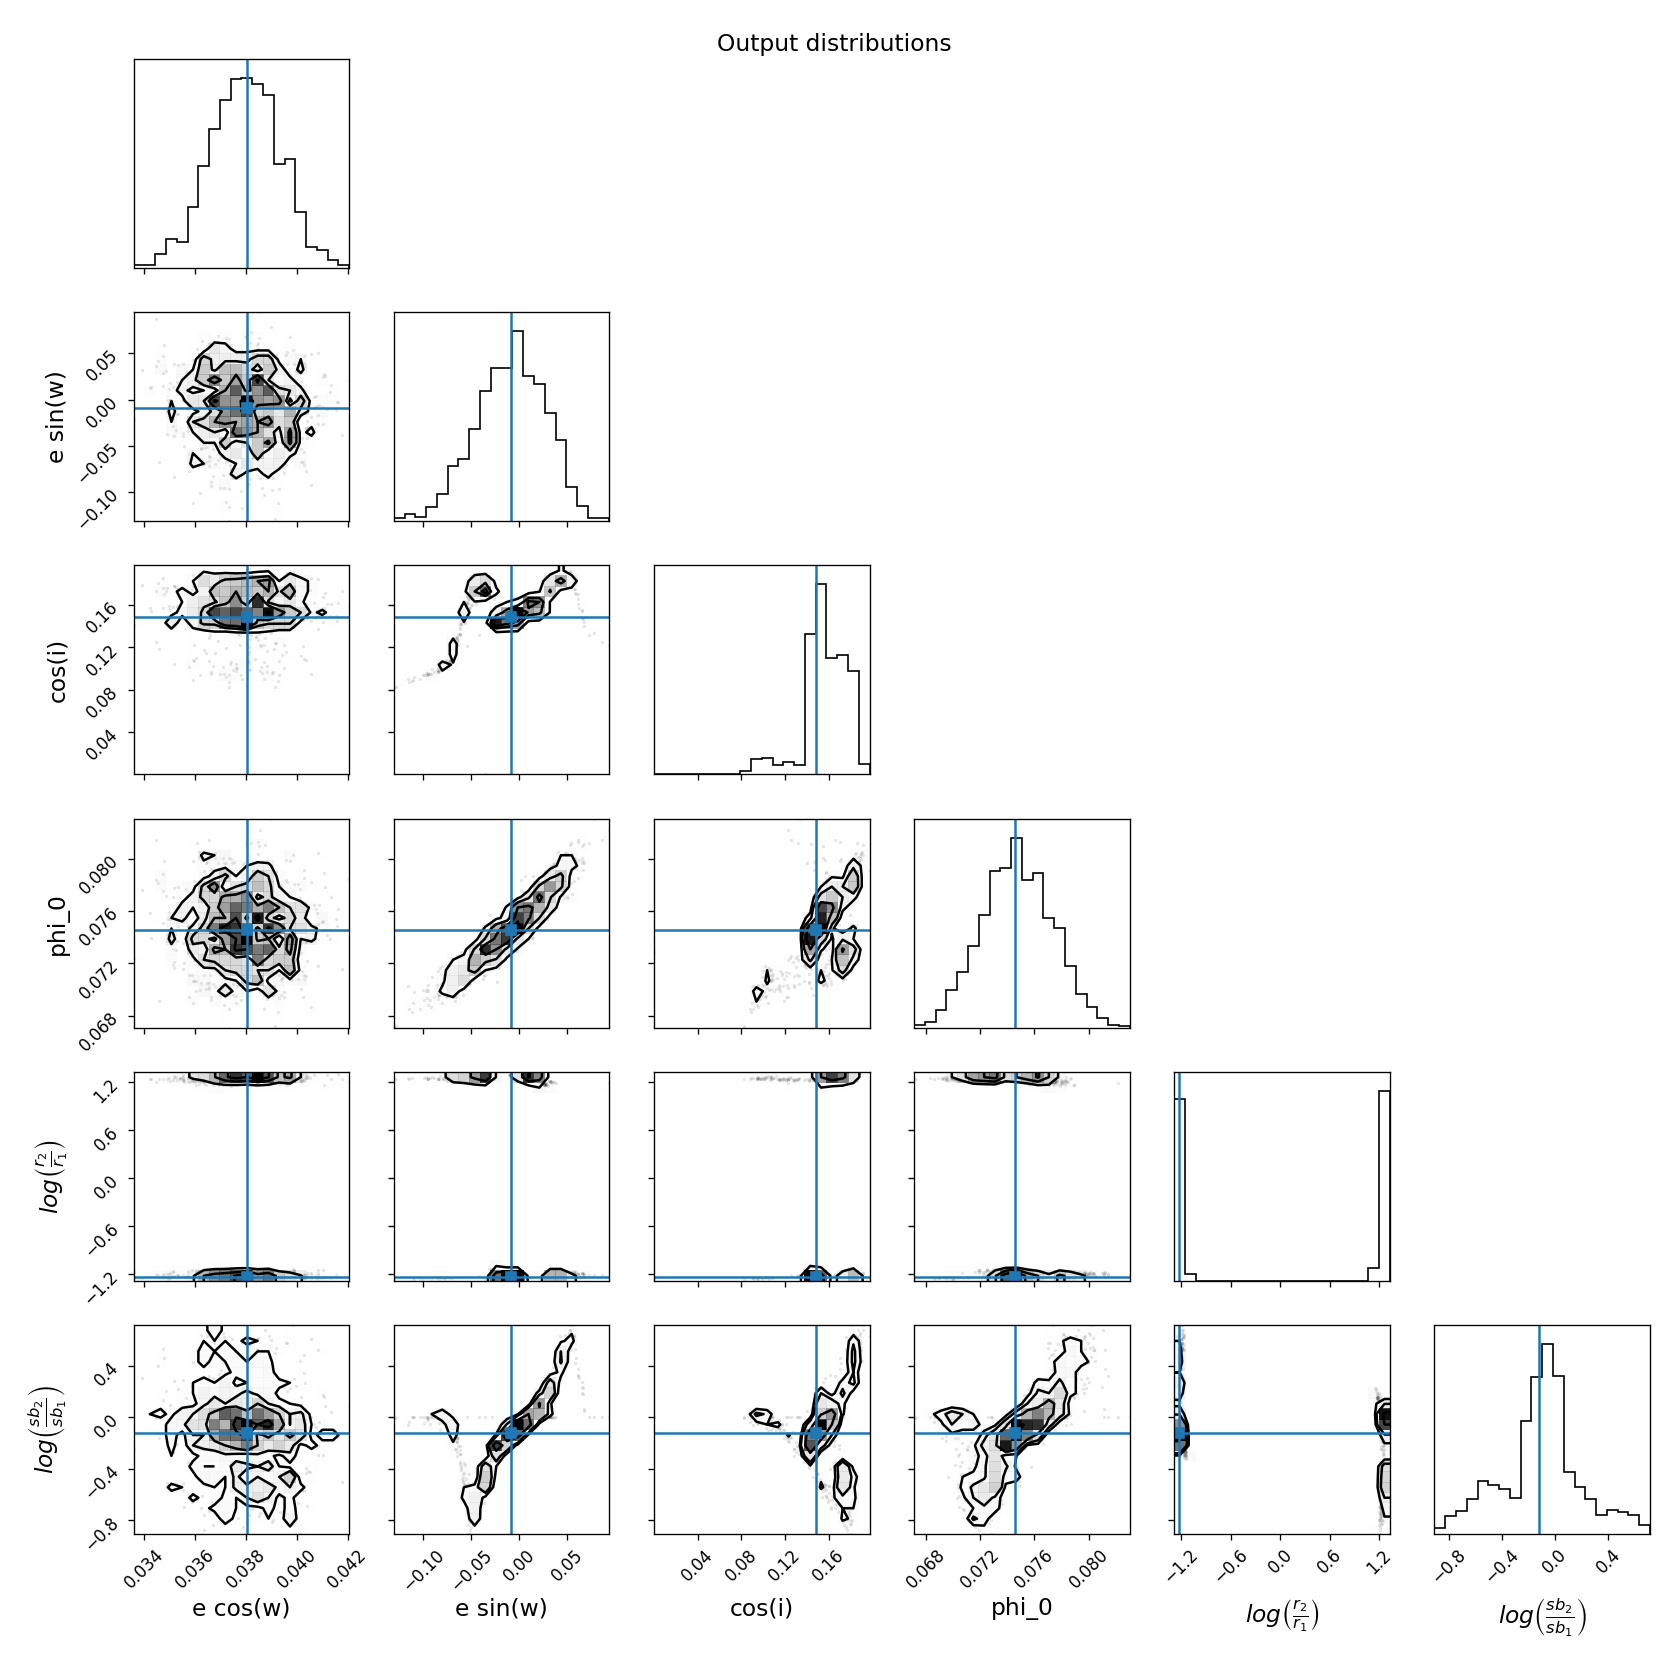 Output distributions
0.05
0.00
−0.05
−0.10
e sin(w)
0.16
0.12
0.08
0.04
cos(i)
0.080
0.076
0.072
0.068
phi_0
1.2
0.6
0.0
−0.6
−1.2
log(r2/r1)
0.4
0.0
−0.4
−0.8
log(sb2/sb1)
0.034 0.036 0.038 0.040 0.042 −0.10 −0.05 0.00 0.05 0.04 0.08 0.12 0.16 0.068 0.072 0.076 0.080 −1.2 −0.6 0.0 0.6 1.2 −0.8 −0.4 0.0 0.4
e cos(w) e sin(w) cos(i) phi_0 log(r2/r1) log(sb2/sb1)